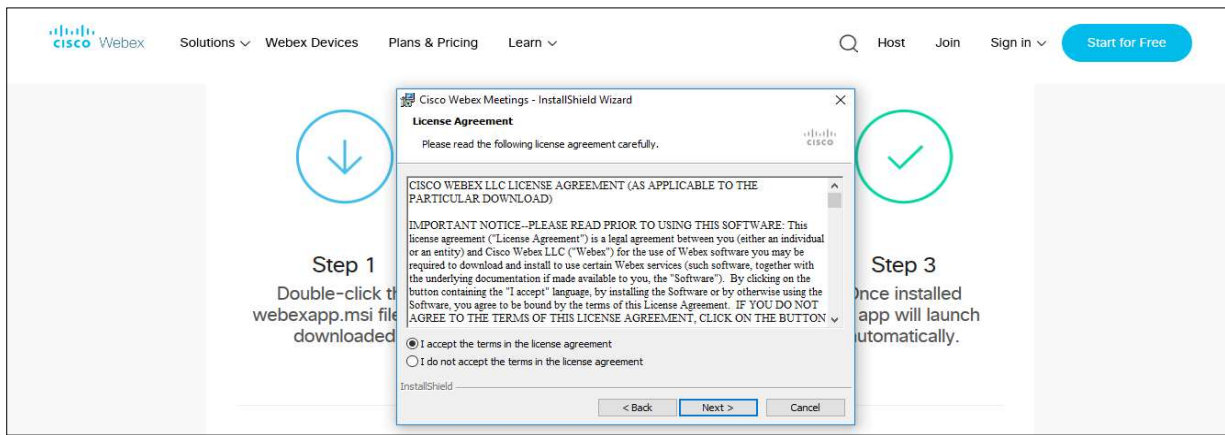 CISCO Webex Solutions Webex Devices Plans & Pricing Learn Host Join Sign in Start for Free
Cisco Webex Meetings - InstallShield Wizard
License Agreement
Please read the following license agreement carefully.
CISCO
CISCO WEBEX LLC LICENSE AGREEMENT (AS APPLICABLE TO THE
PARTICULAR DOWNLOAD)
IMPORTANT NOTICE--PLEASE READ PRIOR TO USING THIS SOFTWARE: This
license agreement ("License Agreement") is a legal agreement between you (either an individual
or an entity) and Cisco Webex LLC ("Webex") for the use of Webex software you may be
required to download and install to use certain Webex services (such software, together with
the underlying documentation if made available to you, the "Software"). By clicking on the
button containing the "I accept" language, by installing the Software or by otherwise using the
Software, you agree to be bound by the terms of this License Agreement. IF YOU DO NOT
AGREE TO THE TERMS OF THIS LICENSE AGREEMENT, CLICK ON THE BUTTON
I accept the terms in the license agreement
I do not accept the terms in the license agreement
InstallShield
< Back Next > Cancel
Step 1
Double-click
webexapp.msi
downloaded
Step 3
installed
app will launch
automatically.